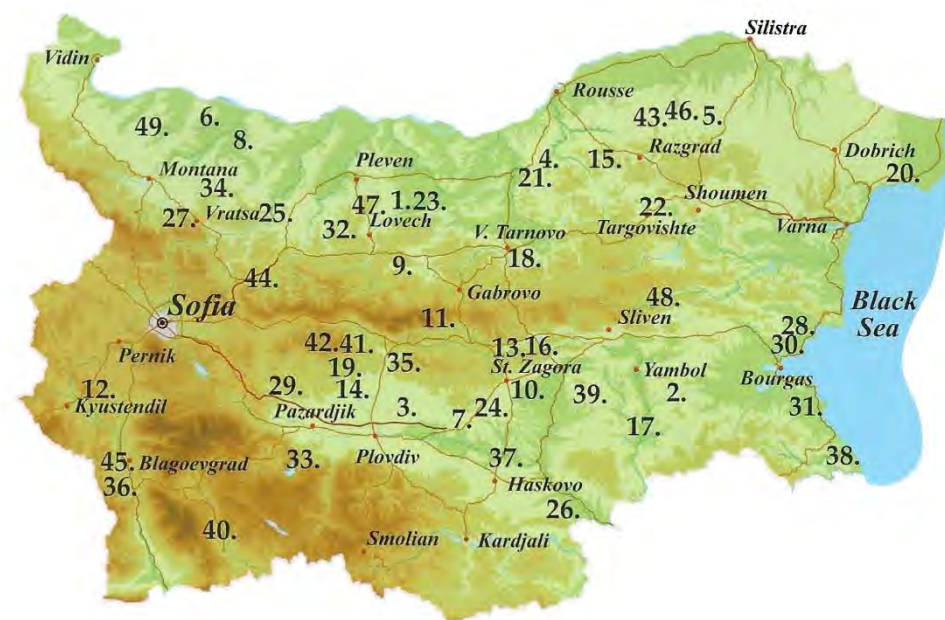 Silistra
Vidin
Rousse
6.
49.
8.
43.
46.
5.
4.
15.
Razgrad
Dobrich
20.
Montana
Pleven
21.
34.
47.
1.
23.
Shoumen
27.
Vratsa
25.
32.
Lovech
22.
Targovishte
Varna
V. Tarnovo
18.
9.
44.
Gabrovo
Sofia
48.
Black
Sea
11.
Sliven
28.
30.
Pernik
42.
41.
13.
16.
19.
35.
St. Zagora
Yambol
Bourgas
12.
29.
14.
10.
39.
2.
Kyustendil
3.
24.
31.
Pazardjik
7.
17.
Plovdiv
45.
Blagoevgrad
33.
37.
38.
36.
Haskovo
26.
40.
Smolian
Kardjali